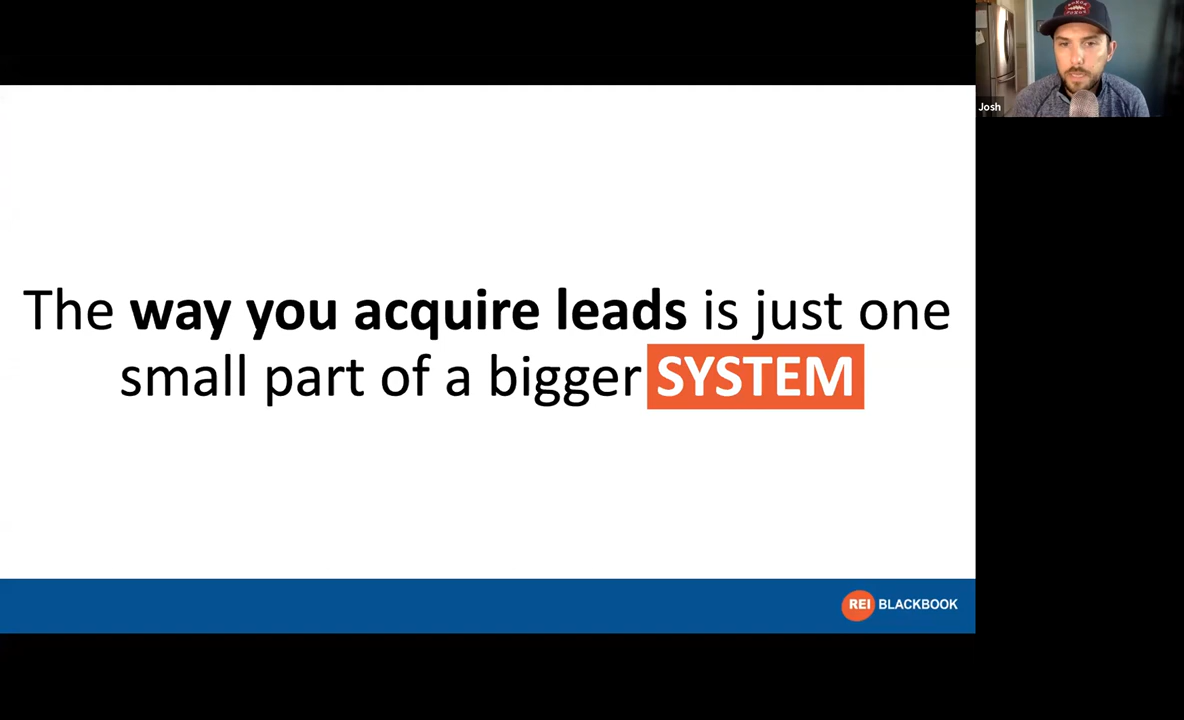 Josh
The way you acquire leads is just one
small part of a bigger SYSTEM
REI BLACKBOOK